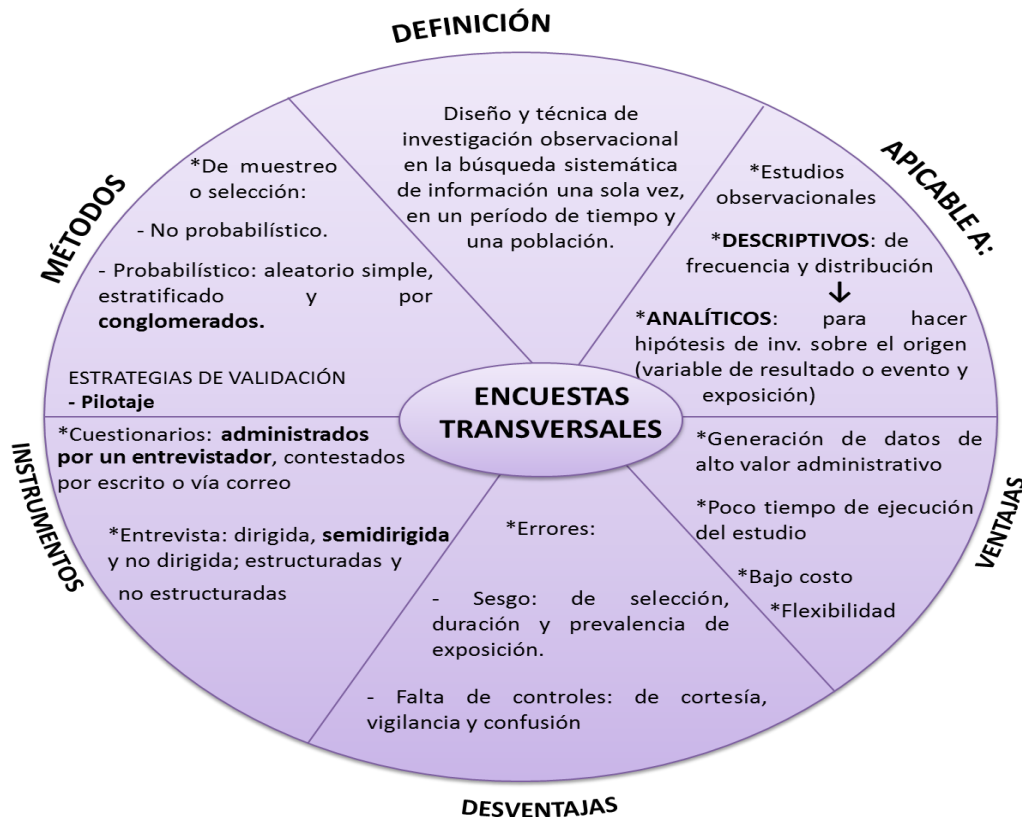 DEFINICIÓN
Diseño y técnica de
investigación observacional
en la búsqueda sistemática
de información una sola vez,
en un período de tiempo y
una población.
APICABLE A:
*Estudios
observacionales
*DESCRIPTIVOS: de
frecuencia y distribución
↓
*ANALÍTICOS: para hacer
hipótesis de inv. sobre el origen
(variable de resultado o evento y
exposición)
VENTAJAS
*Generación de datos de
alto valor administrativo
*Poco tiempo de ejecución
del estudio
*Bajo costo
*Flexibilidad
DESVENTAJAS
*Errores:
- Sesgo: de selección,
duración y prevalencia de
exposición.
- Falta de controles: de cortesía,
vigilancia y confusión
INSTRUMENTOS
*Cuestionarios: administrados
por un entrevistador, contestados
por escrito o vía correo
*Entrevista: dirigida, semidirigida
y no dirigida; estructuradas y
no estructuradas
MÉTODOS
*De muestreo
o selección:
- No probabilístico.
- Probabilístico: aleatorio simple,
estratificado y por
conglomerados.
ESTRATEGIAS DE VALIDACIÓN
- Pilotaje
ENCUESTAS
TRANSVERSALES